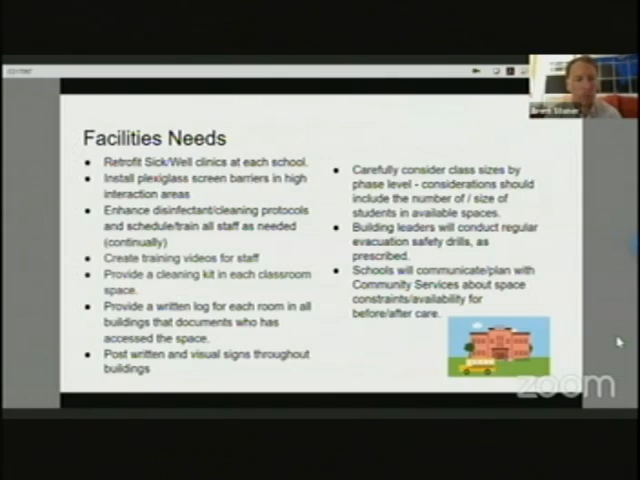 Facilities Needs
● Retrofit Sick/Well clinics at each school.
● Install plexiglass screen barriers in high
interaction areas
● Enhance disinfectant/cleaning protocols
and schedule/train all staff as needed
(continually)
● Create training videos for staff
● Provide a cleaning kit in each classroom
space.
● Provide a written log for each room in all
buildings that documents who has
accessed the space.
● Post written and visual signs throughout
buildings
● Carefully consider class sizes by
phase level - considerations should
include the number of / size of
students in available spaces.
● Building leaders will conduct regular
evacuation safety drills, as
prescribed.
● Schools will communicate/plan with
Community Services about space
constraints/availability for
before/after care.
zoom